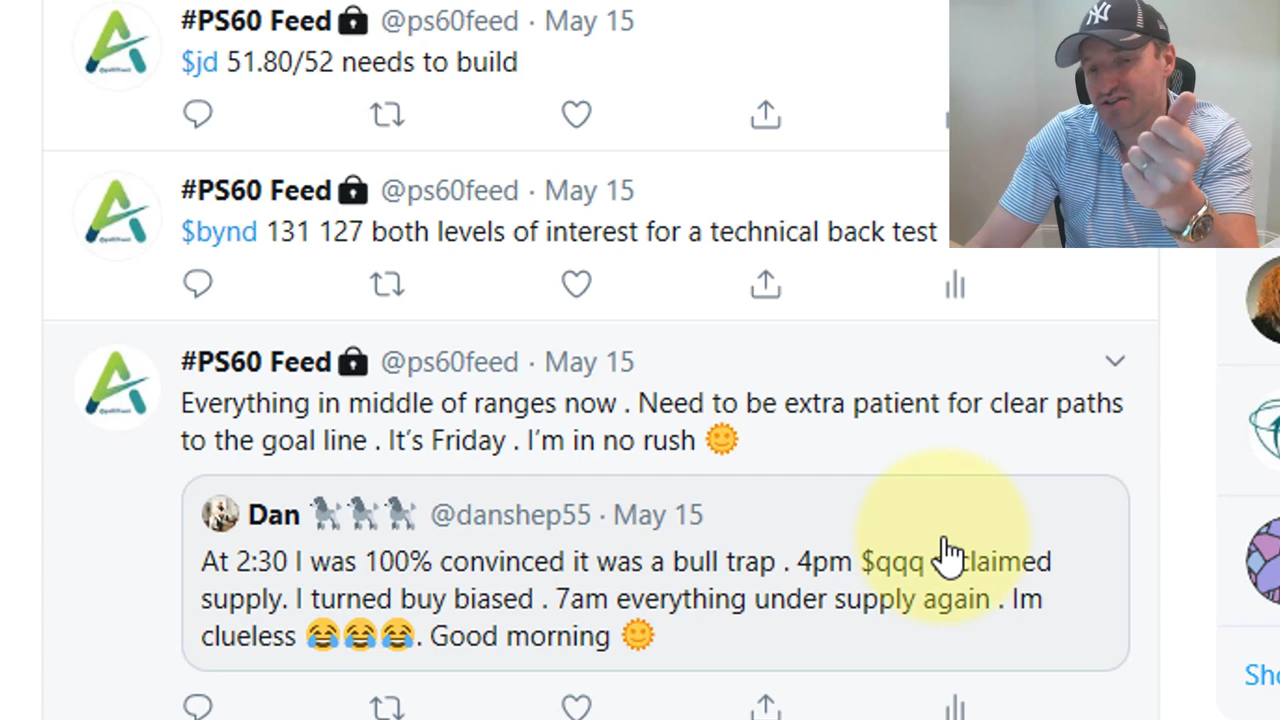 #PS60 Feed @ps60feed · May 15
$jd 51.80/52 needs to build
#PS60 Feed @ps60feed · May 15
$bynd 131 127 both levels of interest for a technical back test
#PS60 Feed @ps60feed · May 15
Everything in middle of ranges now . Need to be extra patient for clear paths
to the goal line . It’s Friday . I’m in no rush 🌞
Dan 🐩🐩🐩 @danshep55 · May 15
At 2:30 I was 100% convinced it was a bull trap . 4pm $qqq
supply. I turned buy biased . 7am everything under supply again . Im
clueless 😂😂😂. Good morning 🌞